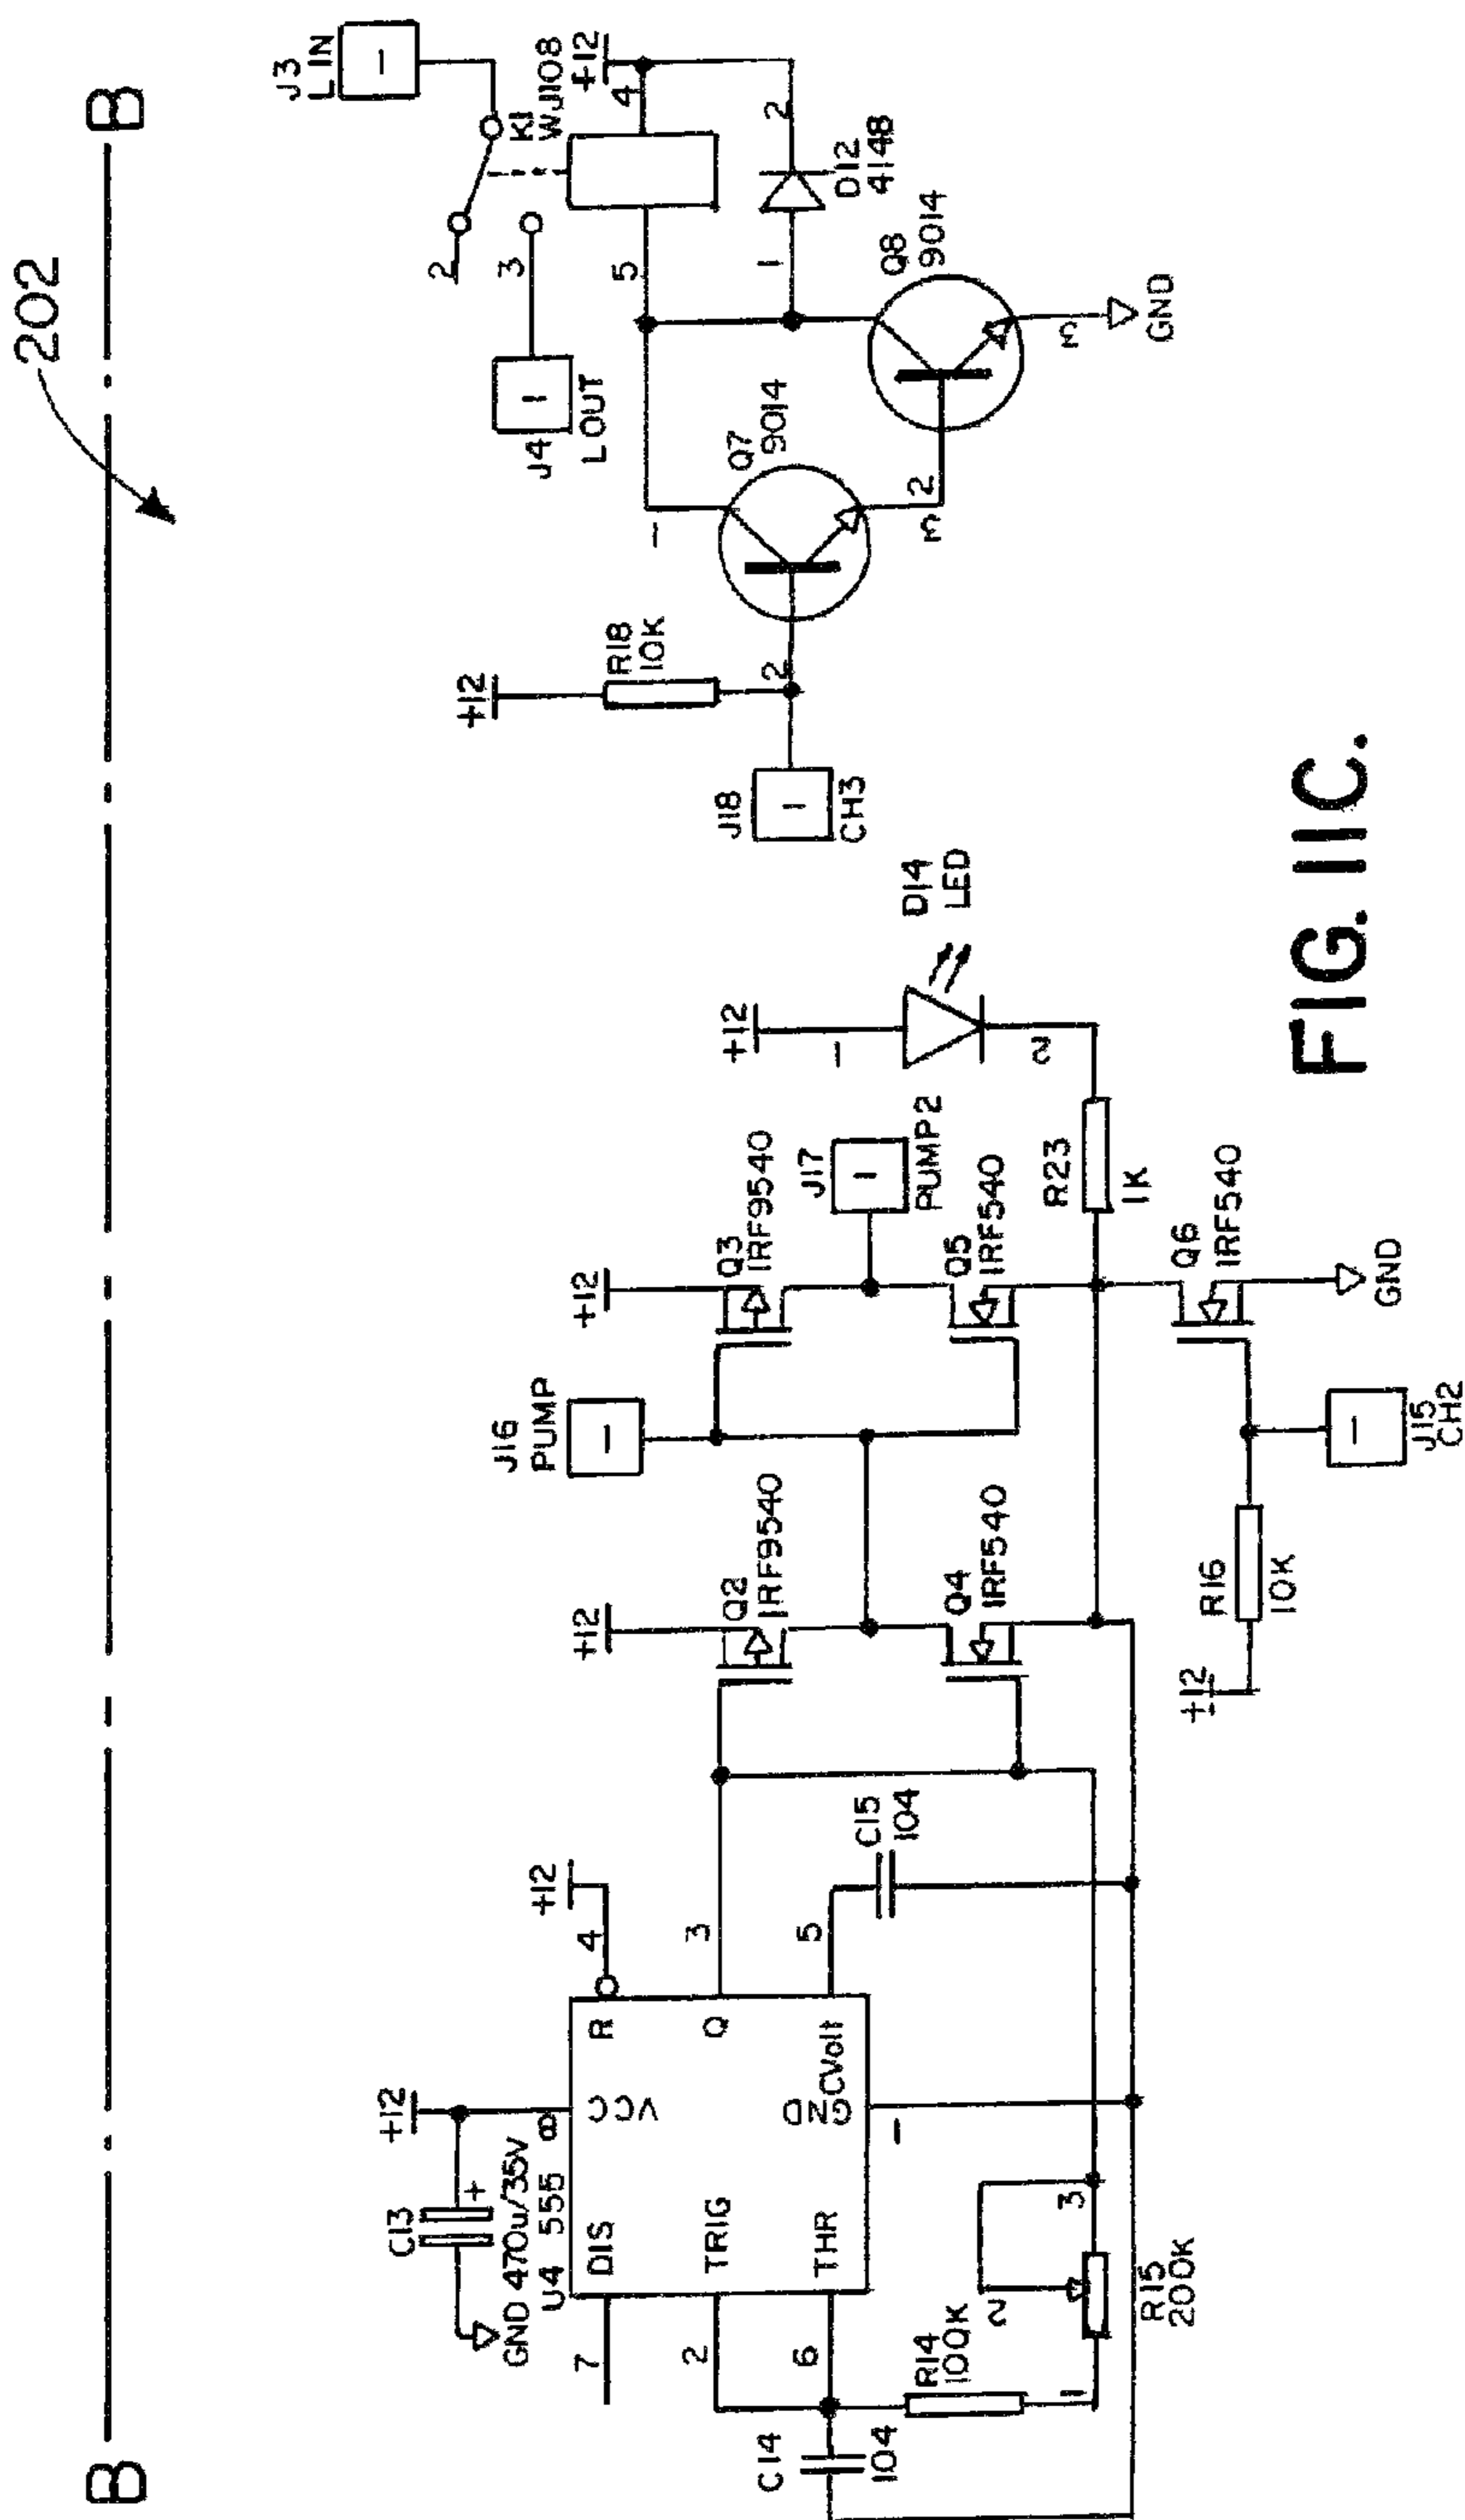 202
B
B
C13
470u/35V
+
GND
+12
8
U4 555
DIS
VCC
R
TRIG
Q
THR
GND
CVolt
7
2
6
1
4
3
5
+12
C14
104
R14
100K
1
2
3
R15
200K
C15
104
+12
Q2
IRF9540
Q4
IRF540
J16
PUMP
1
+12
Q3
IRF9540
J17
1
PUMP2
Q5
IRF540
+12
R16
10K
1
J15
CH2
Q6
IRF540
GND
R23
1K
+12
1
2
D14
LED
J18
1
CH3
+12
R18
10K
2
1
Q7
9014
3
2
Q8
9014
3
GND
J4
1
LOUT
2
3
5
4
K1
WJ108
+12
J3
LIN
1
1
2
D12
4148
FIG. 11C.